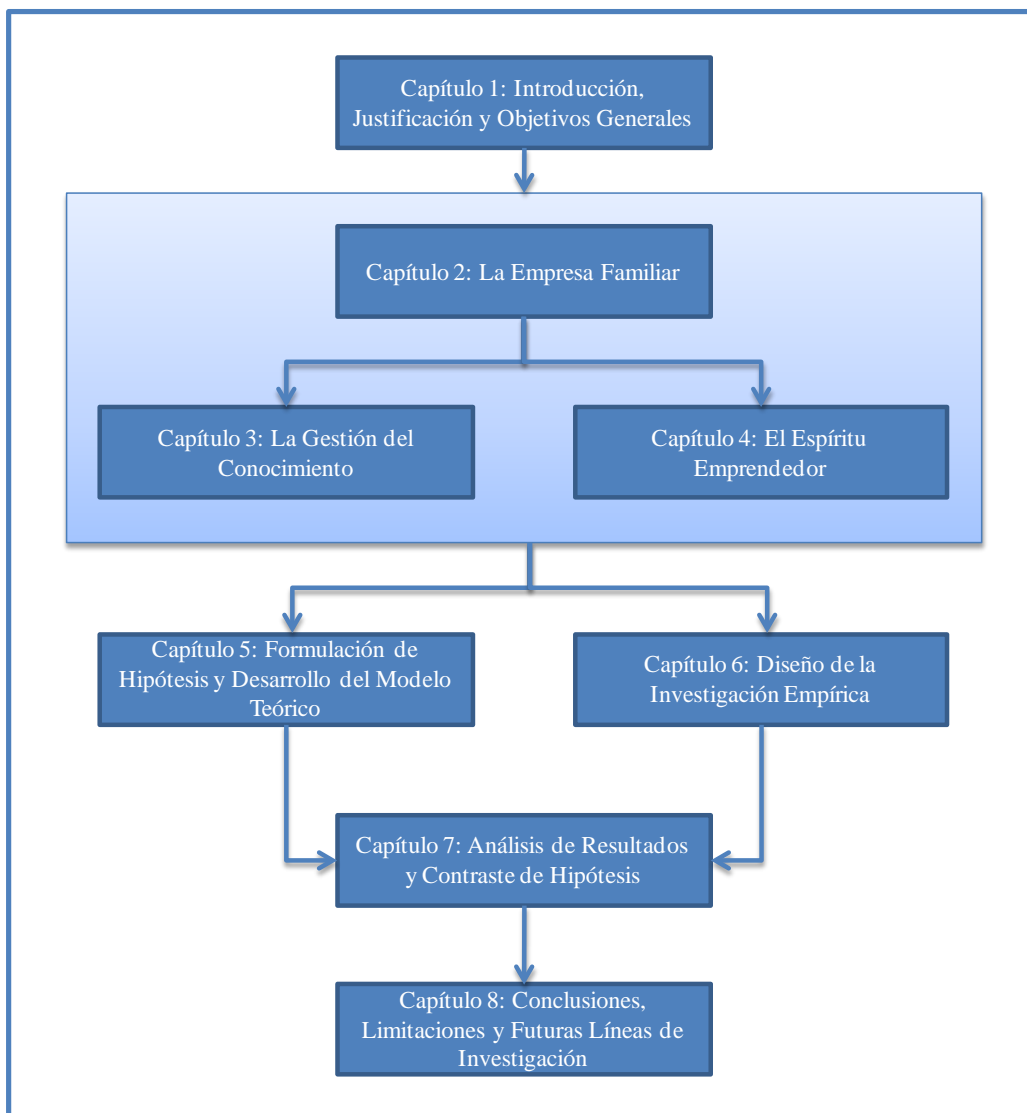 Capítulo 1: Introducción,
Justificación y Objetivos Generales
Capítulo 2: La Empresa Familiar
Capítulo 3: La Gestión del
Conocimiento
Capítulo 4: El Espíritu
Emprendedor
Capítulo 5: Formulación de
Hipótesis y Desarrollo del Modelo
Teórico
Capítulo 6: Diseño de la
Investigación Empírica
Capítulo 7: Análisis de Resultados
y Contraste de Hipótesis
Capítulo 8: Conclusiones,
Limitaciones y Futuras Líneas de
Investigación